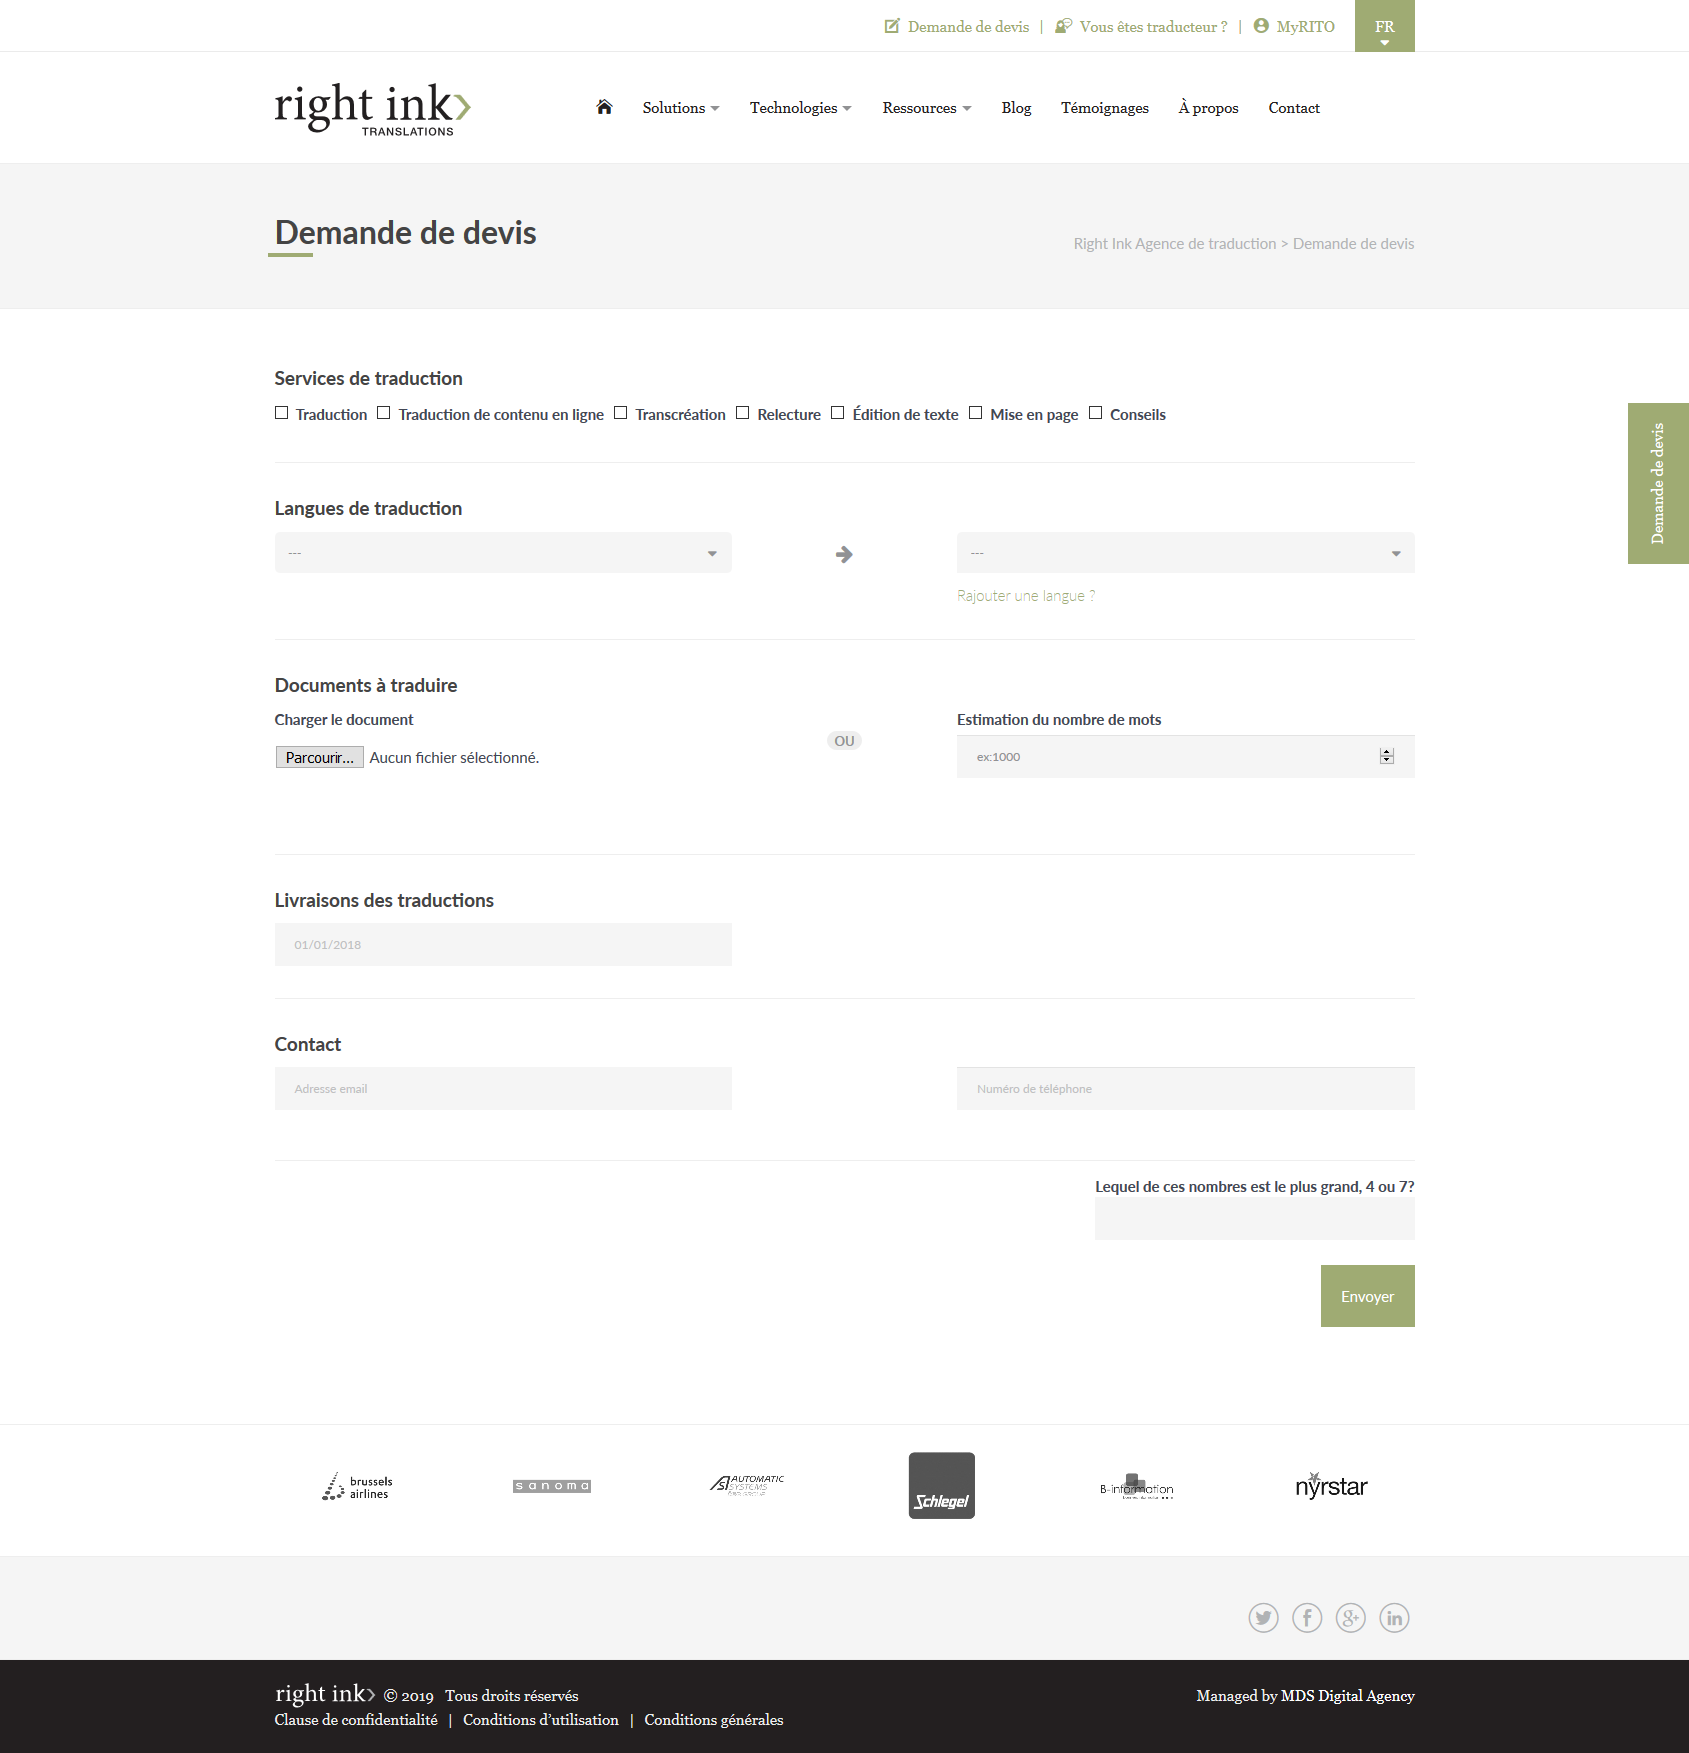 Demande de devis | Vous êtes traducteur ? | MyRITO FR
right ink
TRANSLATIONS
Solutions Technologies Ressources Blog Témoignages À propos Contact
Demande de devis
Right Ink Agence de traduction > Demande de devis
Services de traduction
Traduction Traduction de contenu en ligne Transcréation Relecture Édition de texte Mise en page Conseils
Demande de devis
Langues de traduction
--- ---
Rajouter une langue ?
Documents à traduire
Charger le document
OU
Estimation du nombre de mots
Parcourir... Aucun fichier sélectionné.
ex:1000
Livraisons des traductions
01/01/2018
Contact
Adresse email
Numéro de téléphone
Lequel de ces nombres est le plus grand, 4 ou 7?
Envoyer
brussels
airlines
sanoma
AUTOMATIC
SYSTEMS
Schlegel
B-information
nyrstar
right ink © 2019 Tous droits réservés
Managed by MDS Digital Agency
Clause de confidentialité | Conditions d'utilisation | Conditions générales